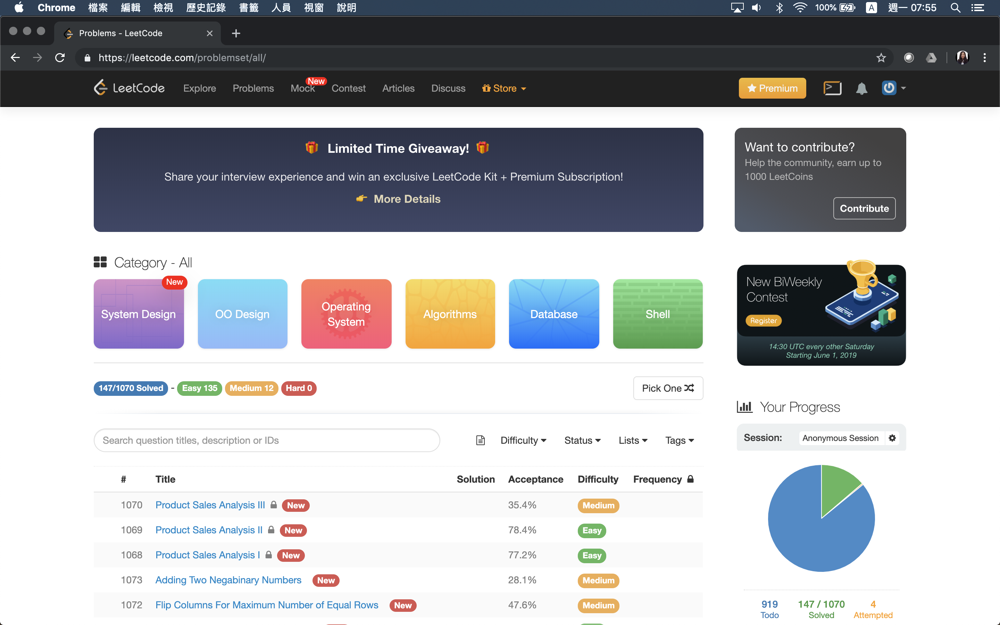 Chrome 檔案 編輯 檢視 歷史記錄 書籤 人員 視窗 說明 100% A 週一 07:55
Problems - LeetCode
https://leetcode.com/problemset/all/
LeetCode Explore Problems Mock New Contest Articles Discuss Store Premium
Limited Time Giveaway!
Share your interview experience and win an exclusive LeetCode Kit + Premium Subscription!
More Details
Want to contribute?
Help the community, earn up to
1000 LeetCoins
Contribute
Category - All
New
System Design
OO Design
Operating
System
Algorithms
Database
Shell
New BiWeekly
Contest
Register
14:30 UTC every other Saturday
Starting June 1, 2019
147/1070 Solved - Easy 135 Medium 12 Hard 0
Pick One
Your Progress
Session: Anonymous Session
Search question titles, description or IDs
Difficulty Status Lists Tags
# Title Solution Acceptance Difficulty Frequency
1070 Product Sales Analysis III New 35.4% Medium
1069 Product Sales Analysis II New 78.4% Easy
1068 Product Sales Analysis I New 77.2% Easy
1073 Adding Two Negabinary Numbers New 28.1% Medium
1072 Flip Columns For Maximum Number of Equal Rows New 47.6% Medium
919 147 / 1070 4
Todo Solved Attempted